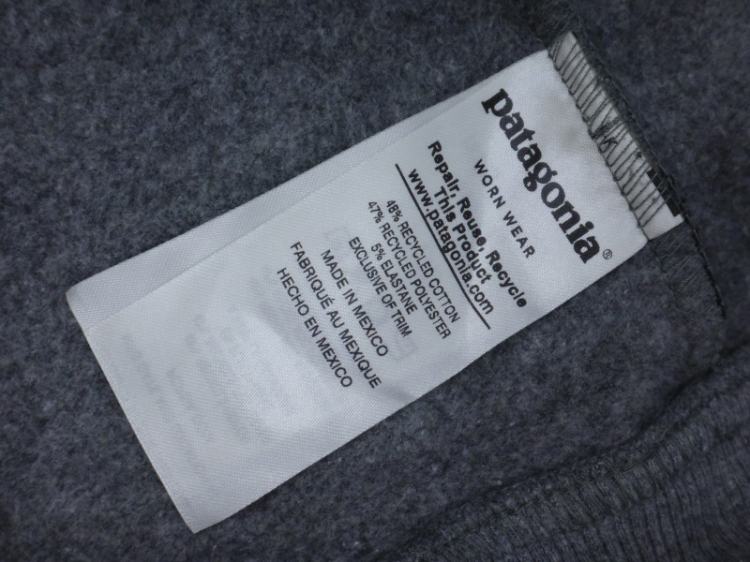 patagonia®
WORN WEAR
Repair, Reuse, Recycle
This Product
www.patagonia.com
48% RECYCLED COTTON
47% RECYCLED POLYESTER
5% ELASTANE
EXCLUSIVE OF TRIM
MADE IN MEXICO
FABRIQUÉ AU MEXIQUE
HECHO EN MEXICO